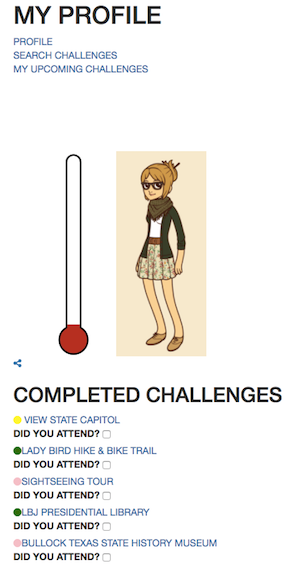 MY PROFILE
PROFILE
SEARCH CHALLENGES
MY UPCOMING CHALLENGES
COMPLETED CHALLENGES
VIEW STATE CAPITOL
DID YOU ATTEND?
LADY BIRD HIKE & BIKE TRAIL
DID YOU ATTEND?
SIGHTSEEING TOUR
DID YOU ATTEND?
LBJ PRESIDENTIAL LIBRARY
DID YOU ATTEND?
BULLOCK TEXAS STATE HISTORY MUSEUM
DID YOU ATTEND?